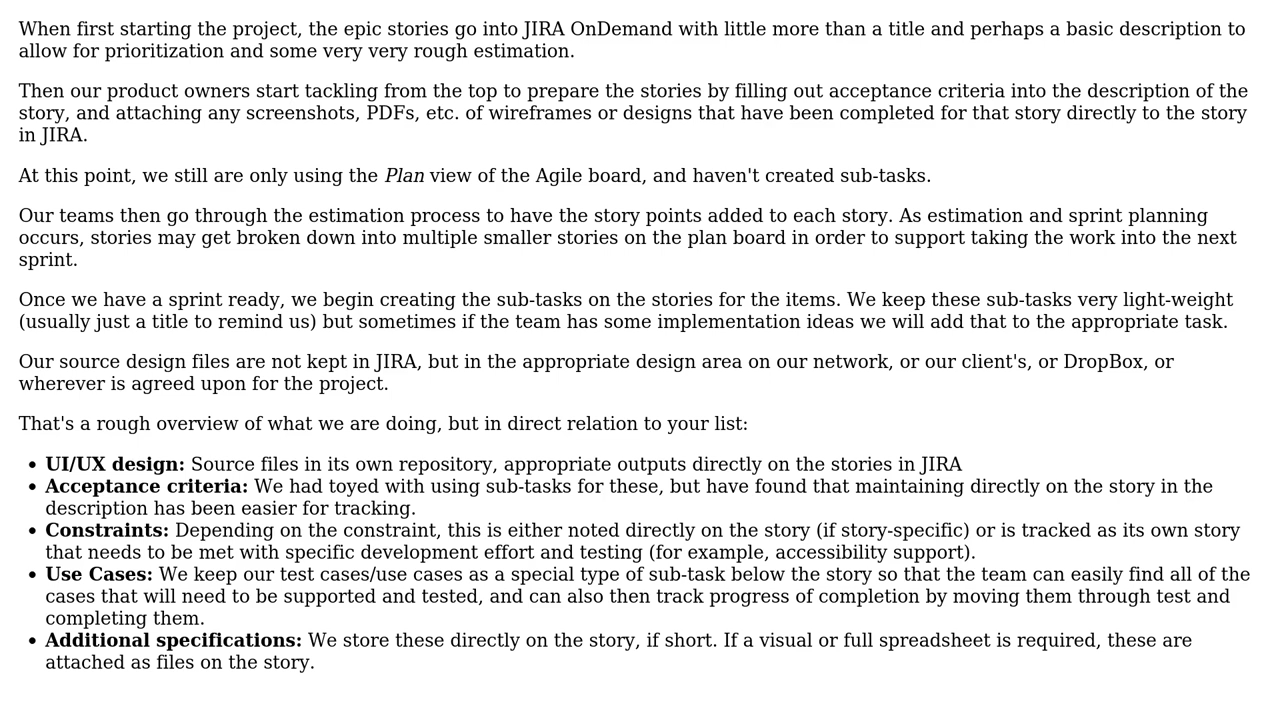 When first starting the project, the epic stories go into JIRA OnDemand with little more than a title and perhaps a basic description to
allow for prioritization and some very very rough estimation.
Then our product owners start tackling from the top to prepare the stories by filling out acceptance criteria into the description of the
story, and attaching any screenshots, PDFs, etc. of wireframes or designs that have been completed for that story directly to the story
in JIRA.
At this point, we still are only using the Plan view of the Agile board, and haven't created sub-tasks.
Our teams then go through the estimation process to have the story points added to each story. As estimation and sprint planning
occurs, stories may get broken down into multiple smaller stories on the plan board in order to support taking the work into the next
sprint.
Once we have a sprint ready, we begin creating the sub-tasks on the stories for the items. We keep these sub-tasks very light-weight
(usually just a title to remind us) but sometimes if the team has some implementation ideas we will add that to the appropriate task.
Our source design files are not kept in JIRA, but in the appropriate design area on our network, or our client's, or DropBox, or
wherever is agreed upon for the project.
That's a rough overview of what we are doing, but in direct relation to your list:
• UI/UX design: Source files in its own repository, appropriate outputs directly on the stories in JIRA
• Acceptance criteria: We had toyed with using sub-tasks for these, but have found that maintaining directly on the story in the
description has been easier for tracking.
• Constraints: Depending on the constraint, this is either noted directly on the story (if story-specific) or is tracked as its own story
that needs to be met with specific development effort and testing (for example, accessibility support).
• Use Cases: We keep our test cases/use cases as a special type of sub-task below the story so that the team can easily find all of the
cases that will need to be supported and tested, and can also then track progress of completion by moving them through test and
completing them.
• Additional specifications: We store these directly on the story, if short. If a visual or full spreadsheet is required, these are
attached as files on the story.